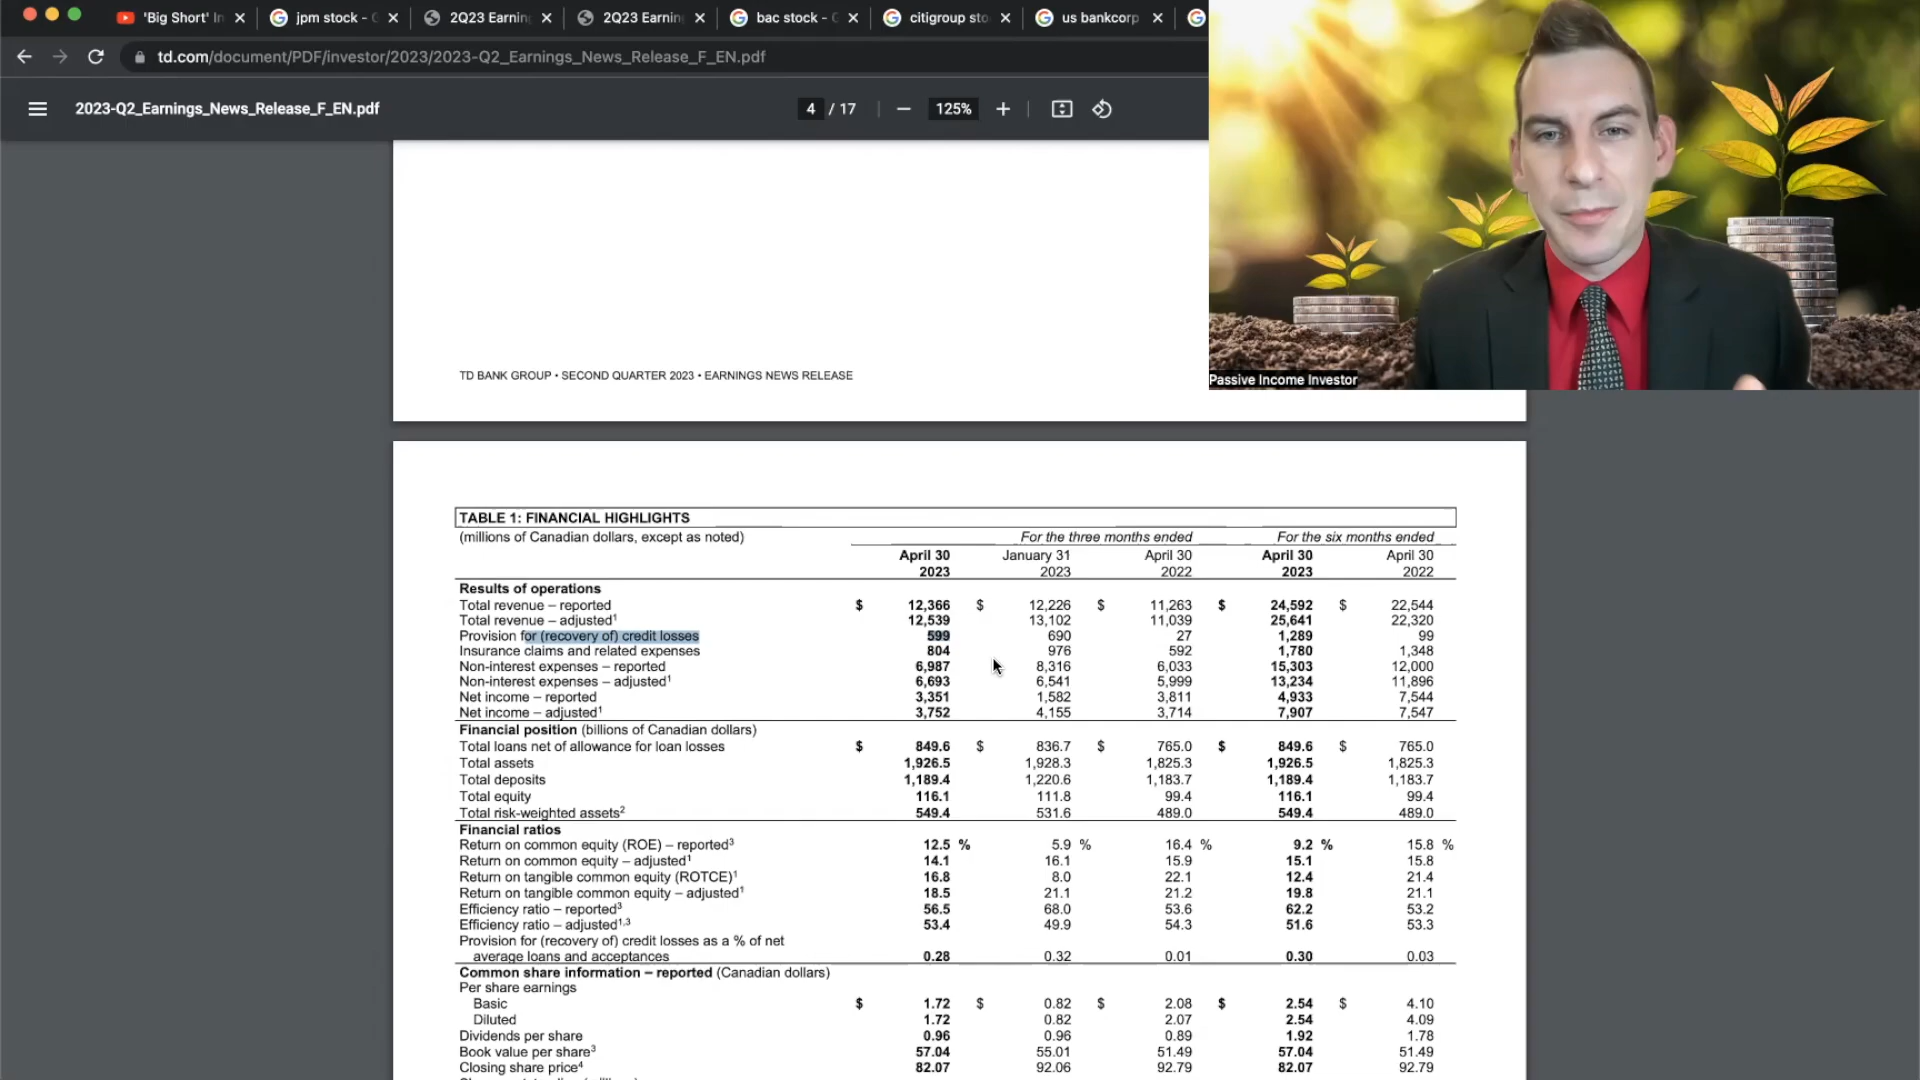 'Big Short' In
jpm stock - G
2Q23 Earnin
2Q23 Earnin
bac stock - G
citigroup sto
us bankcorp
td.com/document/PDF/investor/2023/2023-Q2_Earnings_News_Release_F_EN.pdf
2023-Q2_Earnings_News_Release_F_EN.pdf
4 / 17
125%
Passive Income Investor
TD BANK GROUP • SECOND QUARTER 2023 • EARNINGS NEWS RELEASE
TABLE 1: FINANCIAL HIGHLIGHTS
(millions of Canadian dollars, except as noted) For the three months ended For the six months ended
April 30 January 31 April 30 April 30 April 30
2023 2023 2022 2023 2022
Results of operations
Total revenue – reported $ 12,366 $ 12,226 $ 11,263 $ 24,592 $ 22,544
Total revenue – adjusted1 12,539 13,102 11,039 25,641 22,320
Provision for (recovery of) credit losses 599 690 27 1,289 99
Insurance claims and related expenses 804 976 592 1,780 1,348
Non-interest expenses – reported 6,987 8,316 6,033 15,303 12,000
Non-interest expenses – adjusted1 6,693 6,541 5,999 13,234 11,896
Net income – reported 3,351 1,582 3,811 4,933 7,544
Net income – adjusted1 3,752 4,155 3,714 7,907 7,547
Financial position (billions of Canadian dollars)
Total loans net of allowance for loan losses $ 849.6 $ 836.7 $ 765.0 $ 849.6 $ 765.0
Total assets 1,926.5 1,928.3 1,825.3 1,926.5 1,825.3
Total deposits 1,189.4 1,220.6 1,183.7 1,189.4 1,183.7
Total equity 116.1 111.8 99.4 116.1 99.4
Total risk-weighted assets2 549.4 531.6 489.0 549.4 489.0
Financial ratios
Return on common equity (ROE) – reported3 12.5 % 5.9 % 16.4 % 9.2 % 15.8 %
Return on common equity – adjusted1 14.1 16.1 15.9 15.1 15.8
Return on tangible common equity (ROTCE)1 16.8 8.0 22.1 12.4 21.4
Return on tangible common equity – adjusted1 18.5 21.1 21.2 19.8 21.1
Efficiency ratio – reported3 56.5 68.0 53.6 62.2 53.2
Efficiency ratio – adjusted1,3 53.4 49.9 54.3 51.6 53.3
Provision for (recovery of) credit losses as a % of net
average loans and acceptances 0.28 0.32 0.01 0.30 0.03
Common share information – reported (Canadian dollars)
Per share earnings
Basic $ 1.72 $ 0.82 $ 2.08 $ 2.54 $ 4.10
Diluted 1.72 0.82 2.07 2.54 4.09
Dividends per share 0.96 0.96 0.89 1.92 1.78
Book value per share3 57.04 55.01 51.49 57.04 51.49
Closing share price4 82.07 92.06 92.79 82.07 92.79